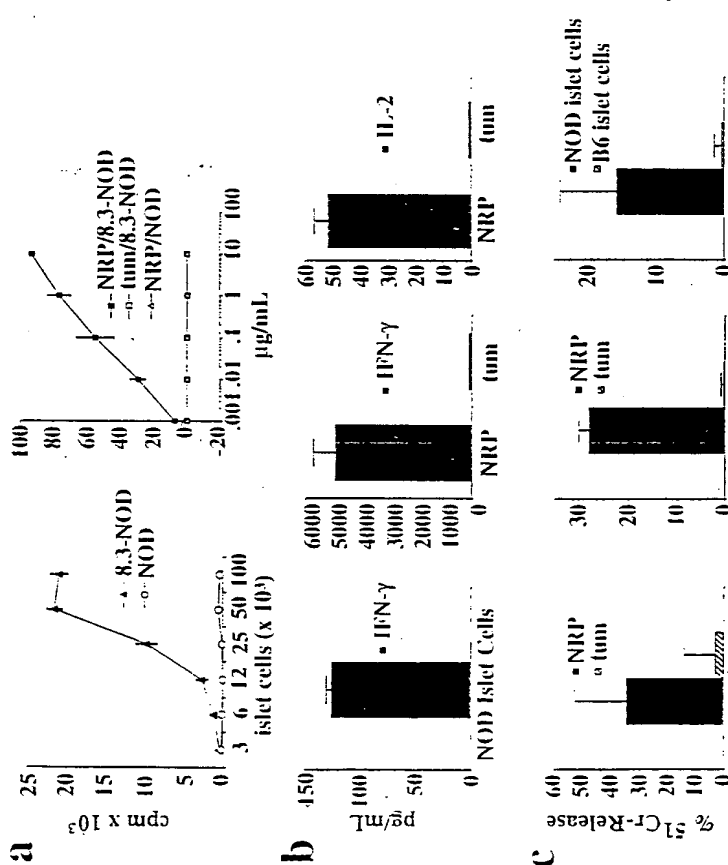 a
25
20
15
10
5
0
cpm x 10³
3 6 12 25 50 100
islet cells (x 10³)
8.3-NOD
NOD
100
80
60
40
20
0
-20
.001 .01 .1 1 10 100
µg/mL
NRP/8.3-NOD
tum/8.3-NOD
NRP/NOD
b
150
100
50
0
pg/mL
NOD Islet Cells
IFN-γ
6000
5000
4000
3000
2000
1000
0
NRP tum
IFN-γ
60
50
40
30
20
10
0
NRP tum
IL-2
c
% ⁵¹Cr-Release
50
40
30
20
10
0
NRP
tum
30
20
10
0
NRP
tum
20
10
0
NOD islet cells
B6 islet cells